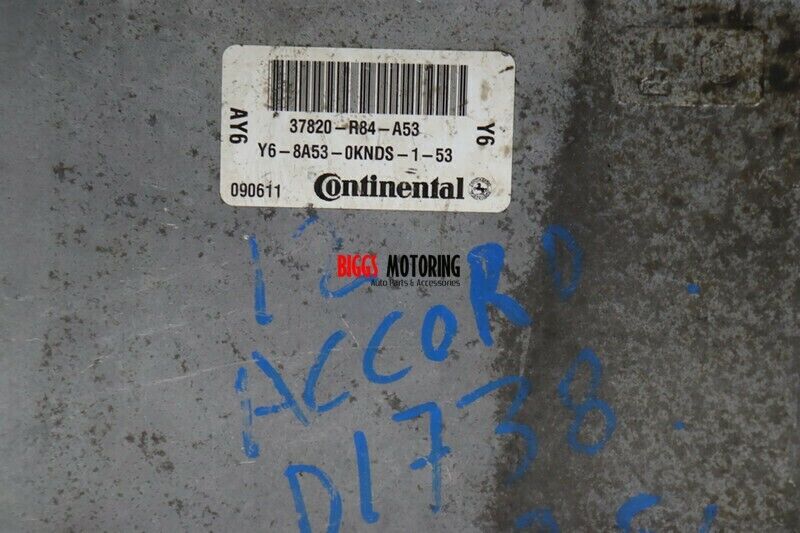 AY6
37820-R84-A53
Y6-8A53-0KNDS-1-53
090611
Continental
Y6
12
BIGGS MOTORING
Auto Parts & Accessories
ACCORD
D1738